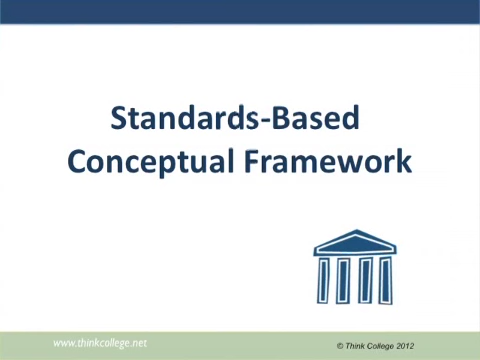 Standards-Based
Conceptual Framework
www.thinkcollege.net
© Think College 2012